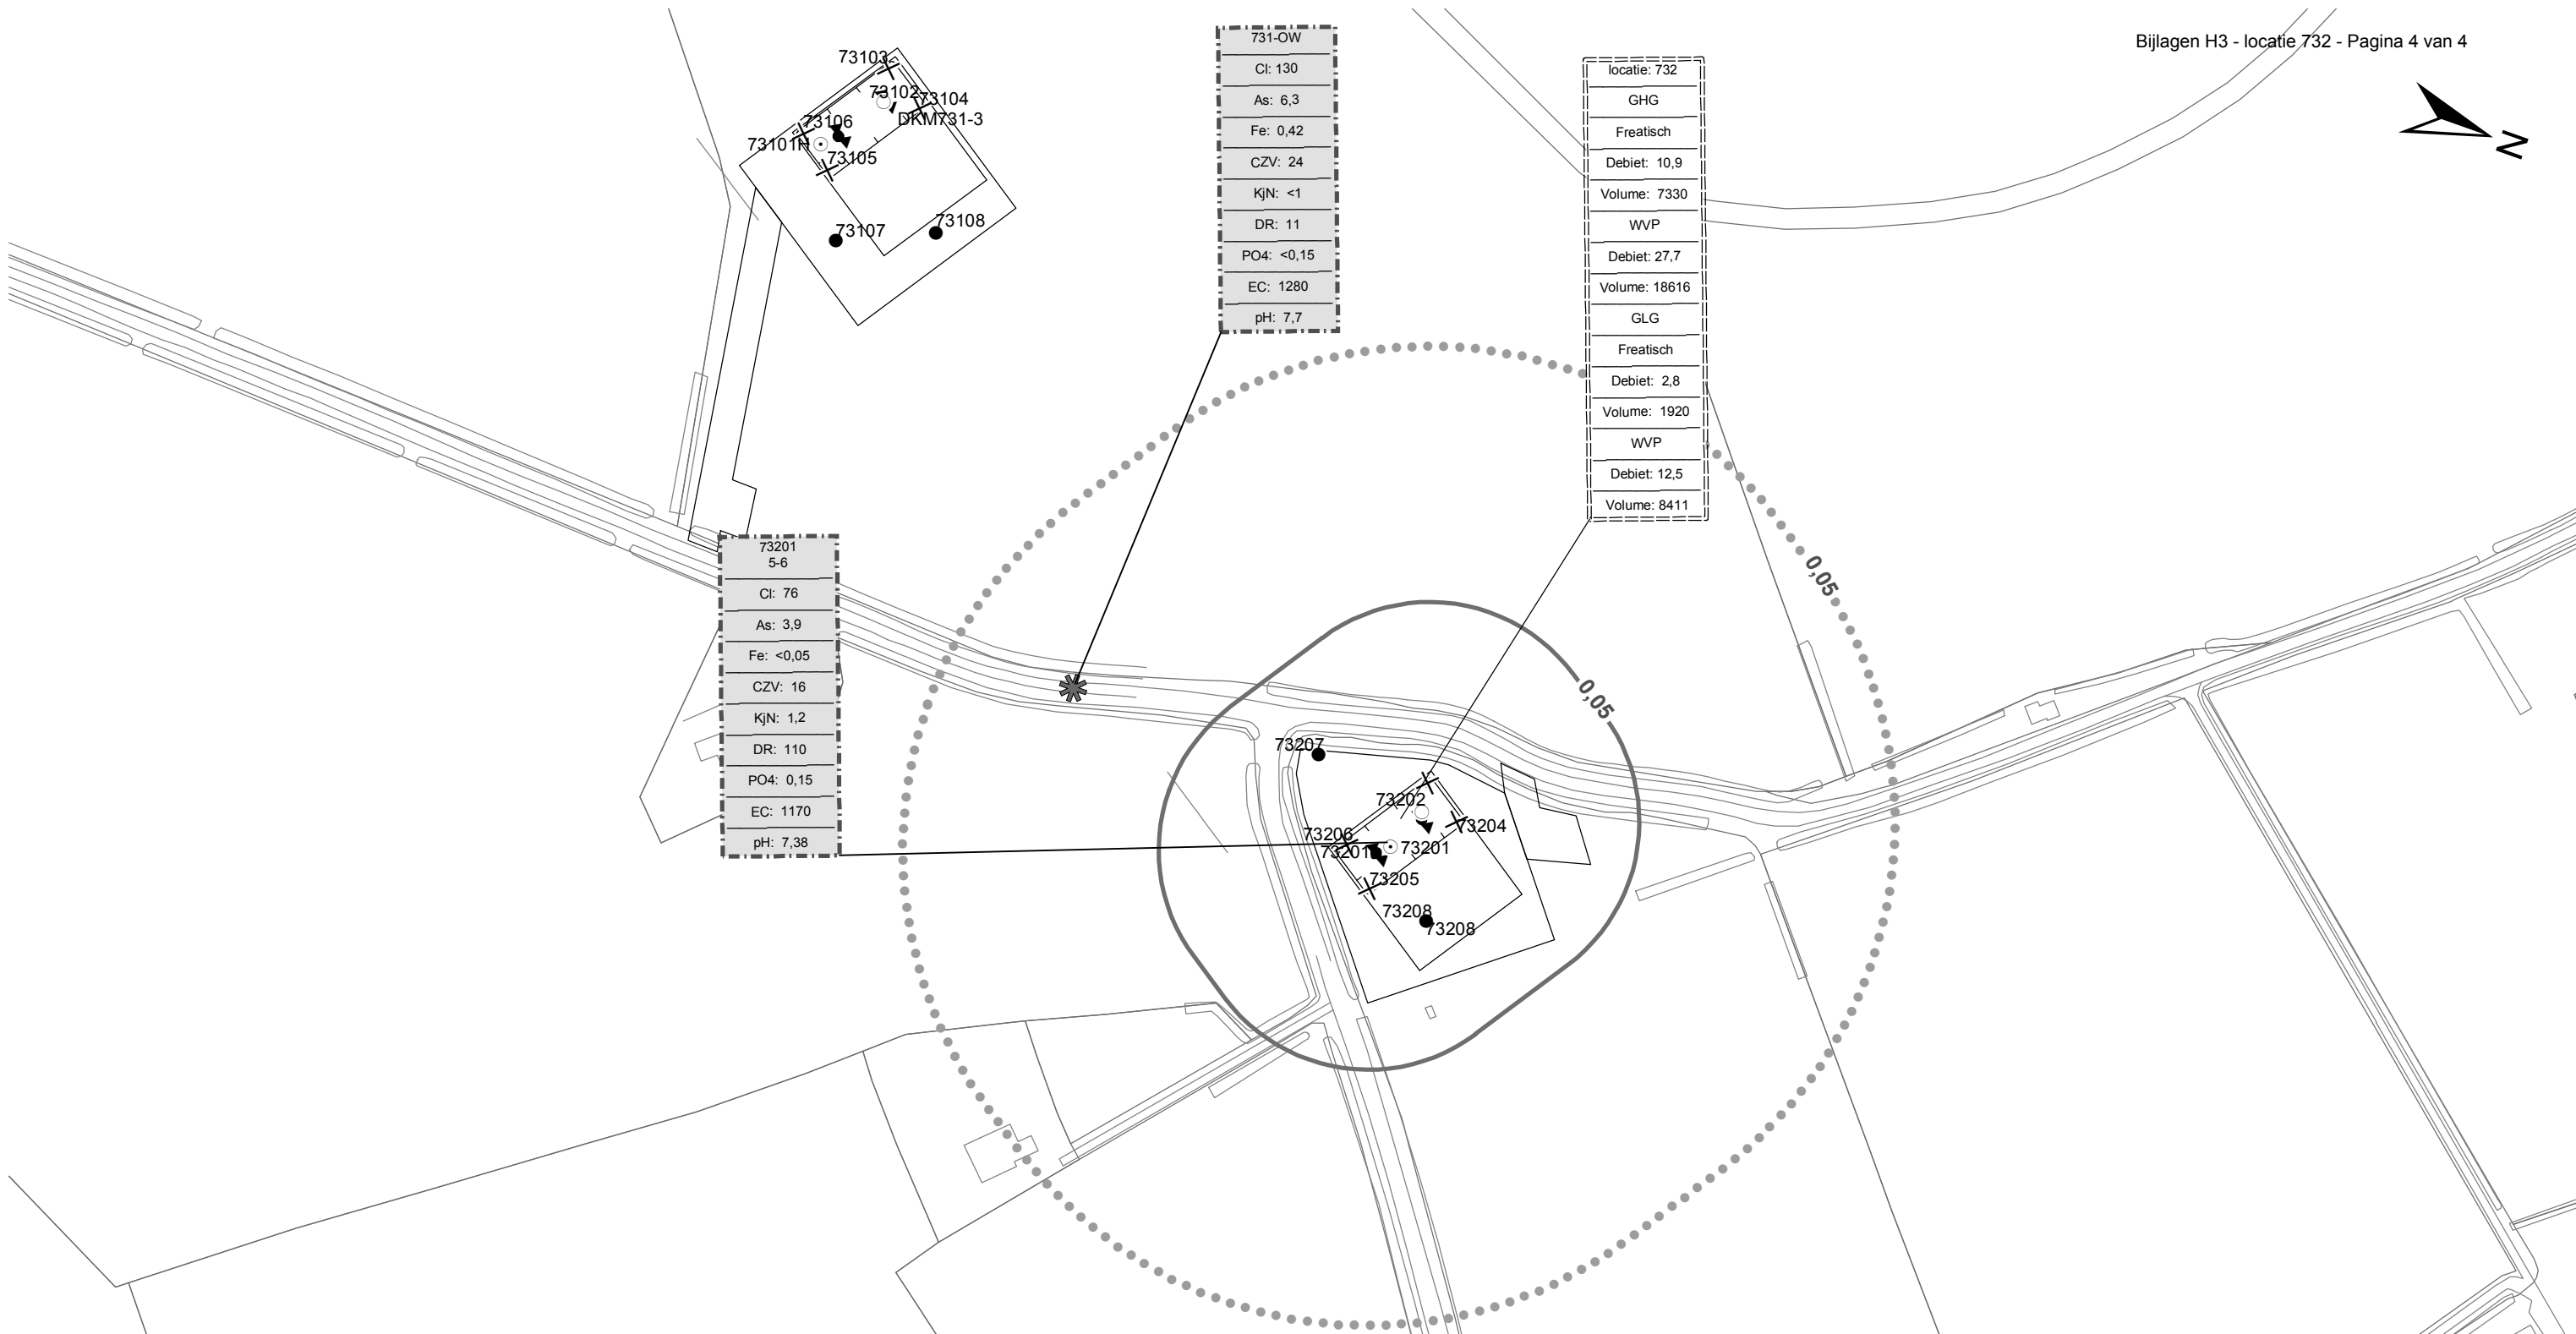 Bijlagen H3 - locatie 732 - Pagina 4 van 4
N
73103
73102
73104
DKM731-3
73106
73101H
73105
73107
73108
731-OW
Cl: 130
As: 6,3
Fe: 0,42
CZV: 24
KjN: <1
DR: 11
PO4: <0,15
EC: 1280
pH: 7,7
locatie: 732
GHG
Freatisch
Debiet: 10,9
Volume: 7330
WVP
Debiet: 27,7
Volume: 18616
GLG
Freatisch
Debiet: 2,8
Volume: 1920
WVP
Debiet: 12,5
Volume: 8411
73201
5-6
Cl: 76
As: 3,9
Fe: <0,05
CZV: 16
KjN: 1,2
DR: 110
PO4: 0,15
EC: 1170
pH: 7,38
0,05
0,05
73207
73202
73204
73206
73201
73205
73208
73208